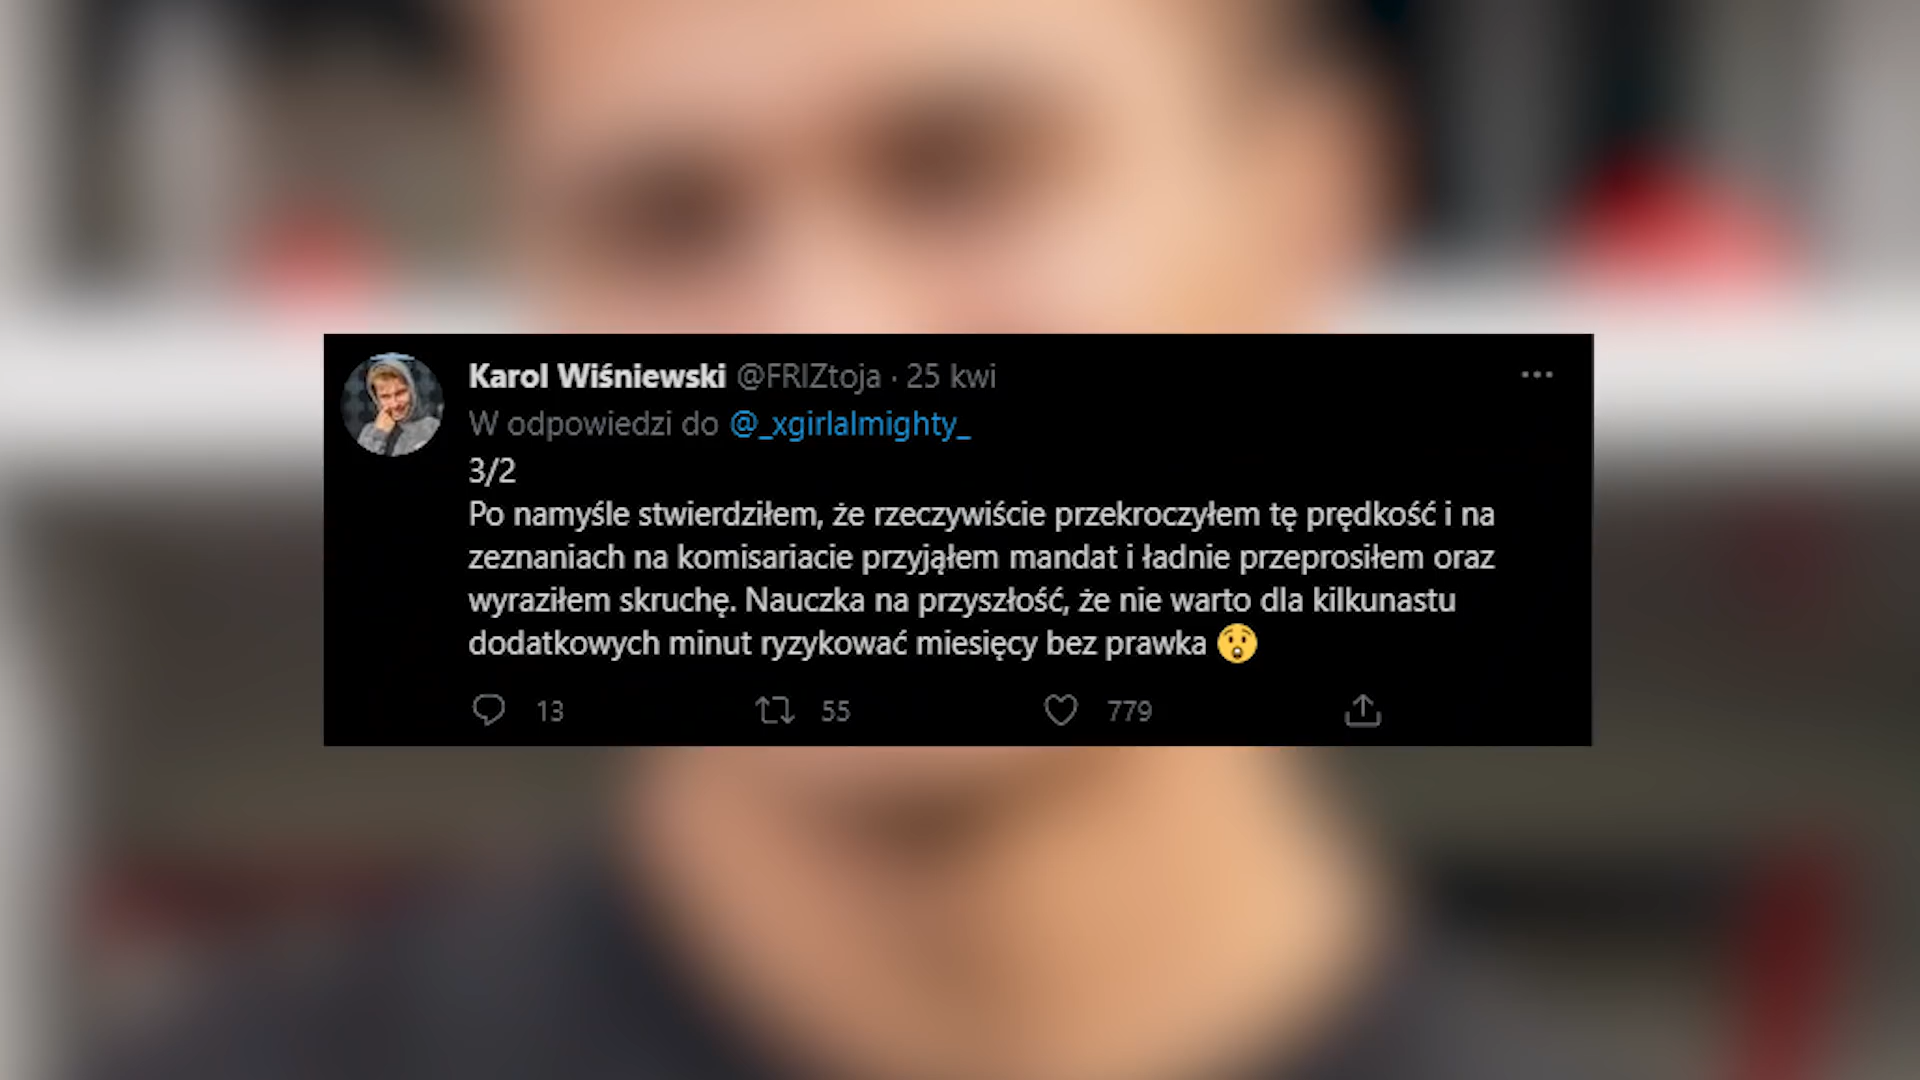 Karol Wiśniewski @FRIZtoja · 25 kwi
W odpowiedzi do @_xgirlalmighty_
3/2
Po namyśle stwierdziłem, że rzeczywiście przekroczyłem tę prędkość i na
zeznaniach na komisariacie przyjąłem mandat i ładnie przeprosiłem oraz
wyraziłem skruchę. Nauczka na przyszłość, że nie warto dla kilkunastu
dodatkowych minut ryzykować miesięcy bez prawka 😲
13 55 779